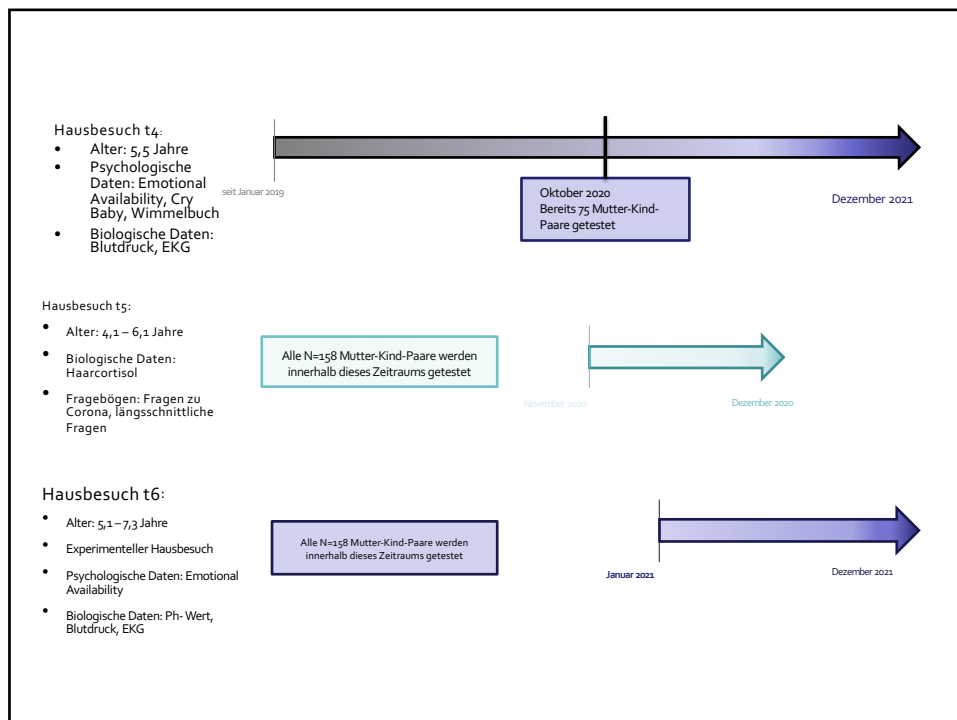 Hausbesuch t4:
• Alter: 5,5 Jahre
• Psychologische
Daten: Emotional
Availability, Cry
Baby, Wimmelbuch
• Biologische Daten:
Blutdruck, EKG
seit Januar 2019
Oktober 2020
Bereits 75 Mutter-Kind-
Paare getestet
Dezember 2021
Hausbesuch t5:
• Alter: 4,1 – 6,1 Jahre
• Biologische Daten:
Haarcortisol
• Fragebögen: Fragen zu
Corona, längsschnittliche
Fragen
Alle N=158 Mutter-Kind-Paare werden
innerhalb dieses Zeitraums getestet
November 2020
Dezember 2020
Hausbesuch t6:
• Alter: 5,1 – 7,3 Jahre
• Experimenteller Hausbesuch
• Psychologische Daten: Emotional
Availability
• Biologische Daten: Ph- Wert,
Blutdruck, EKG
Alle N=158 Mutter-Kind-Paare werden
innerhalb dieses Zeitraums getestet
Januar 2021
Dezember 2021